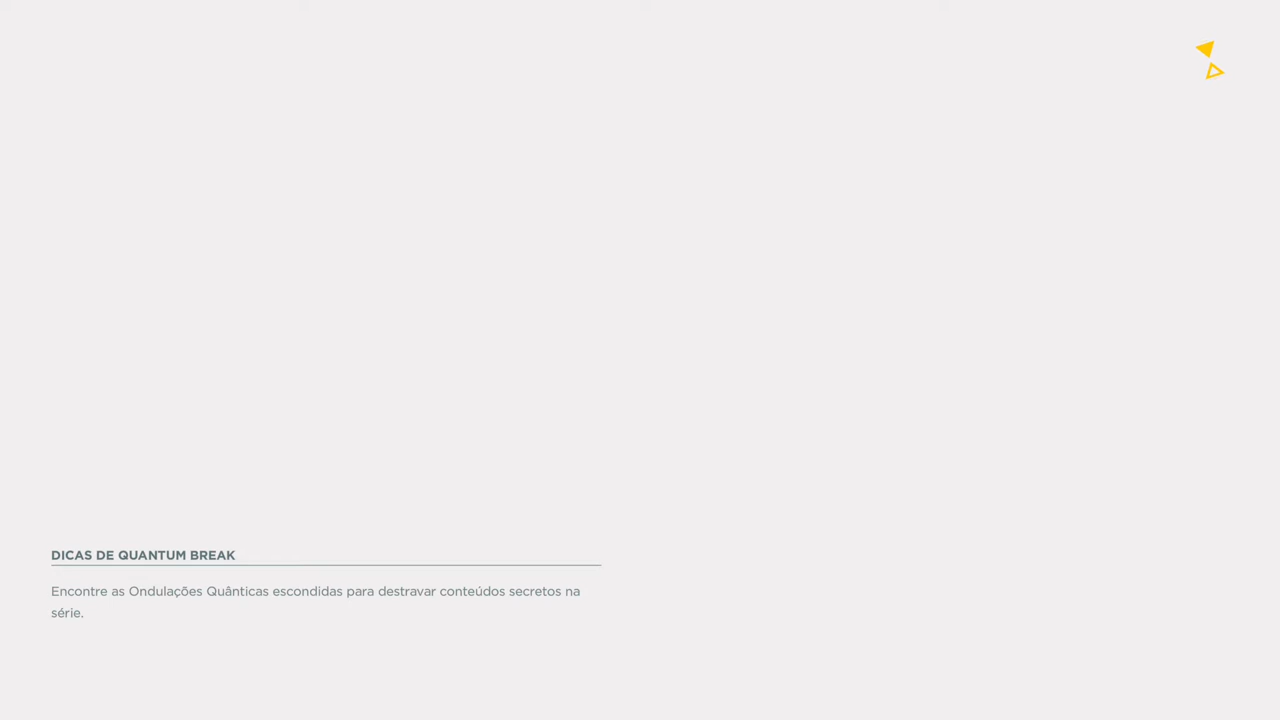 DICAS DE QUANTUM BREAK
Encontre as Ondulações Quânticas escondidas para destravar conteúdos secretos na
série.